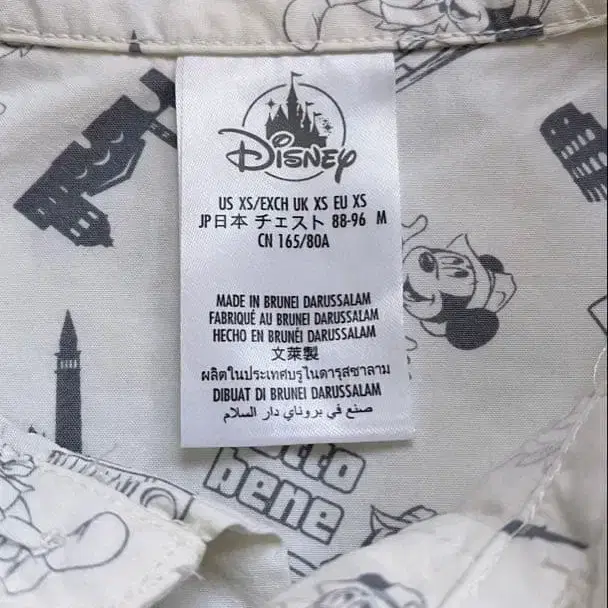 Disney
US XS/EXCH UK XS EU XS
JP日本 チェスト 88-96 M
CN 165/80A
MADE IN BRUNEI DARUSSALAM
FABRIQUÉ AU BRUNEI DARUSSALAM
HECHO EN BRUNÉI DARUSSALAM
文萊製
ผลิตในประเทศบรูไนดารุสซาลาม
DIBUAT DI BRUNEI DARUSSALAM
صنع في بروناي دار السلام
bene